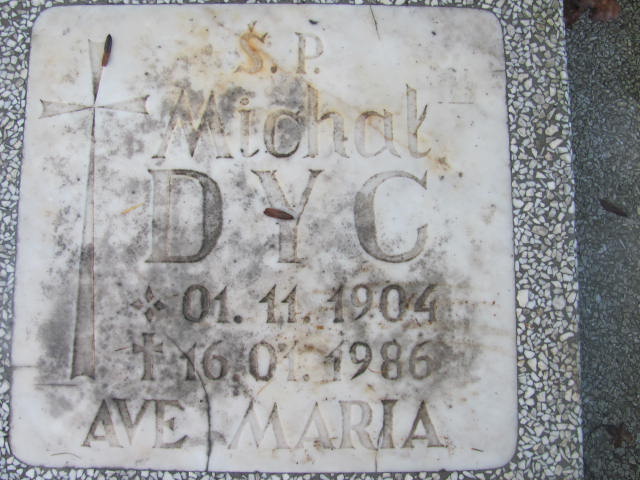 Ś. P.
Michał
DYC
01. 11. 1904
✝ 16. 01. 1986
AVE MARIA